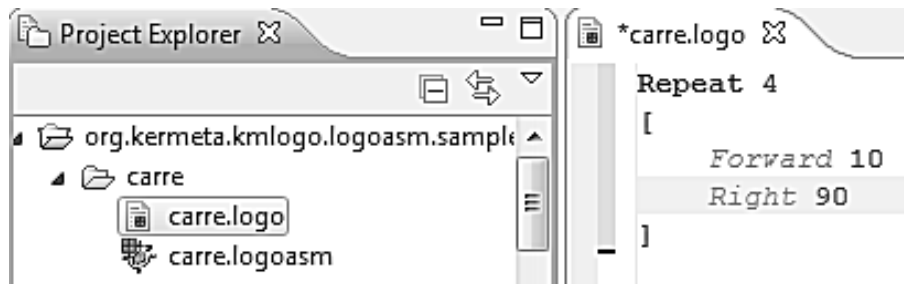 Project Explorer
org.kermeta.kmlogo.logoasm.sample
carre
carre.logo
carre.logoasm
*carre.logo
Repeat 4
[
Forward 10
Right 90
]